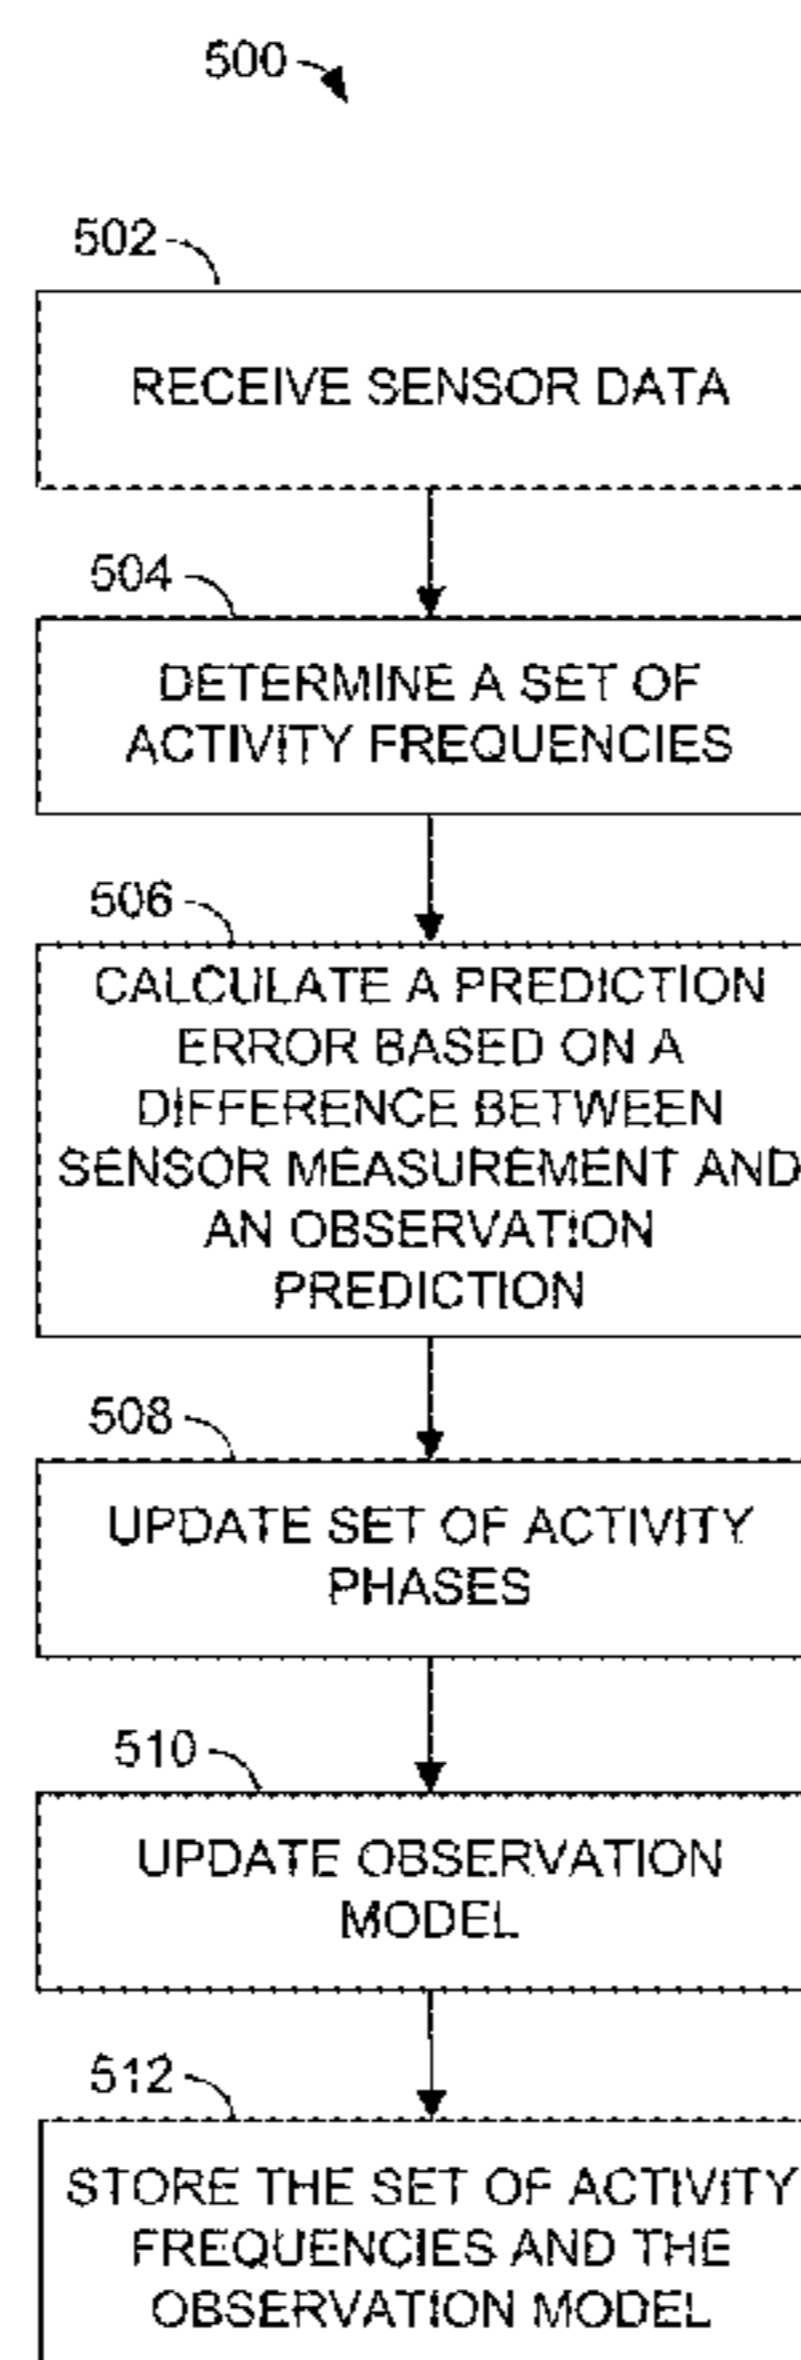 500
502
RECEIVE SENSOR DATA
504
DETERMINE A SET OF
ACTIVITY FREQUENCIES
506
CALCULATE A PREDICTION
ERROR BASED ON A
DIFFERENCE BETWEEN
SENSOR MEASUREMENT AND
AN OBSERVATION
PREDICTION
508
UPDATE SET OF ACTIVITY
PHASES
510
UPDATE OBSERVATION
MODEL
512
STORE THE SET OF ACTIVITY
FREQUENCIES AND THE
OBSERVATION MODEL